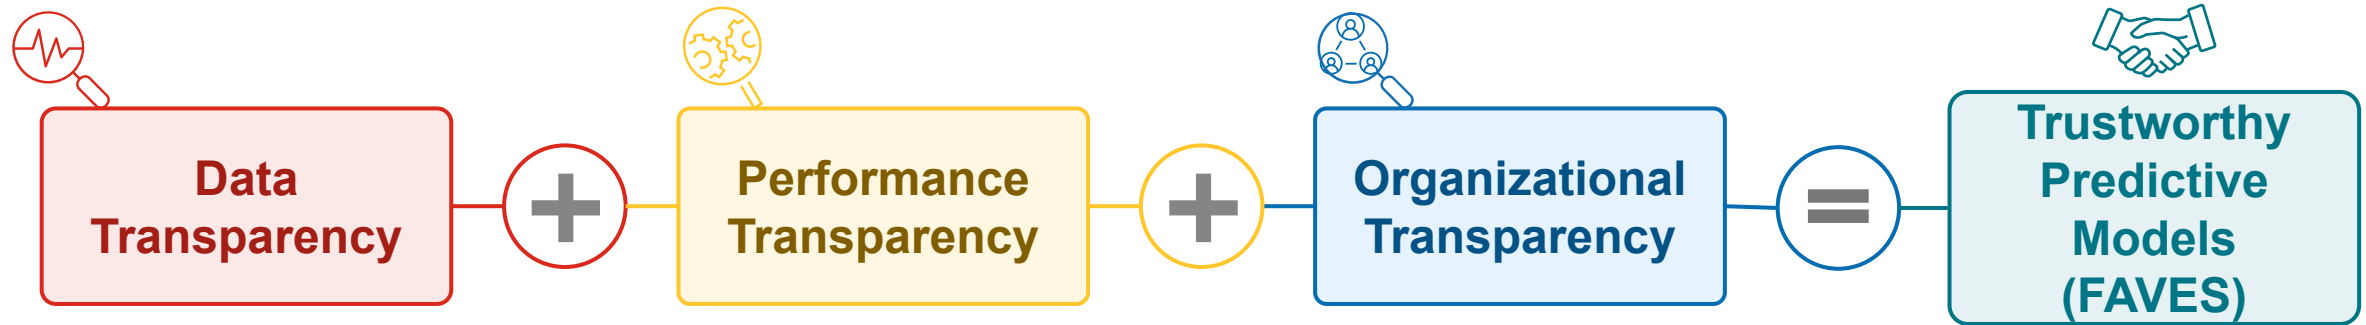 Data
Transparency
Performance
Transparency
Organizational
Transparency
Trustworthy
Predictive
Models
(FAVES)